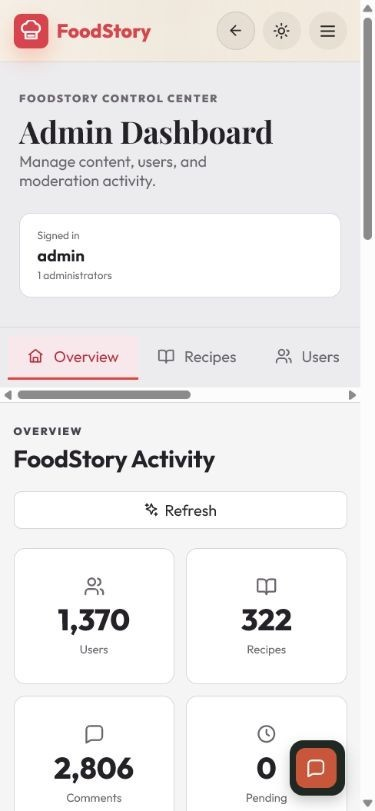 FoodStory
FOODSTORY CONTROL CENTER
Admin Dashboard
Manage content, users, and
moderation activity.
Signed in
admin
1 administrators
Overview
Recipes
Users
OVERVIEW
FoodStory Activity
Refresh
1,370
Users
322
Recipes
2,806
Comments
0
Pending